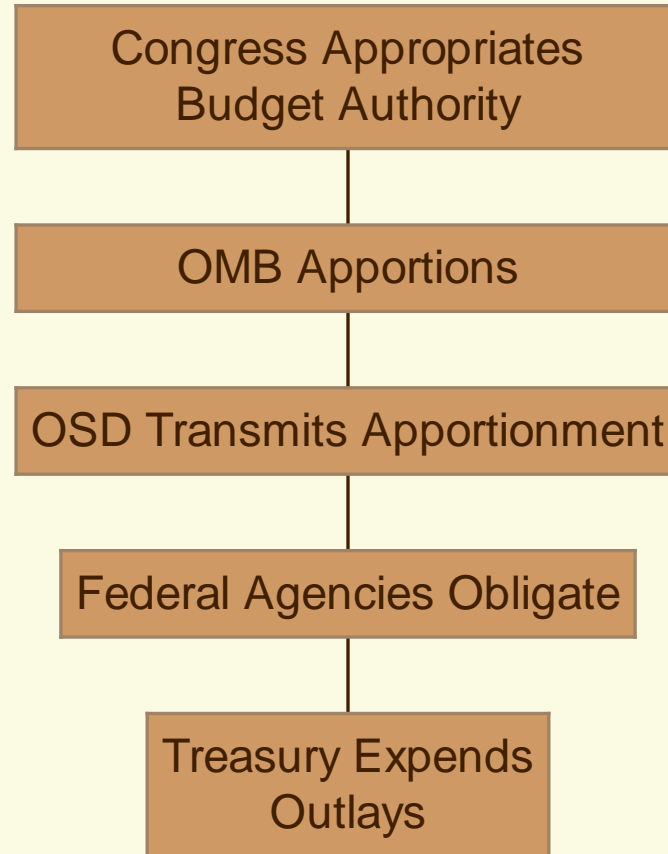 Congress Appropriates
Budget Authority
OMB Apportions
OSD Transmits Apportionment
Federal Agencies Obligate
Treasury Expends
Outlays